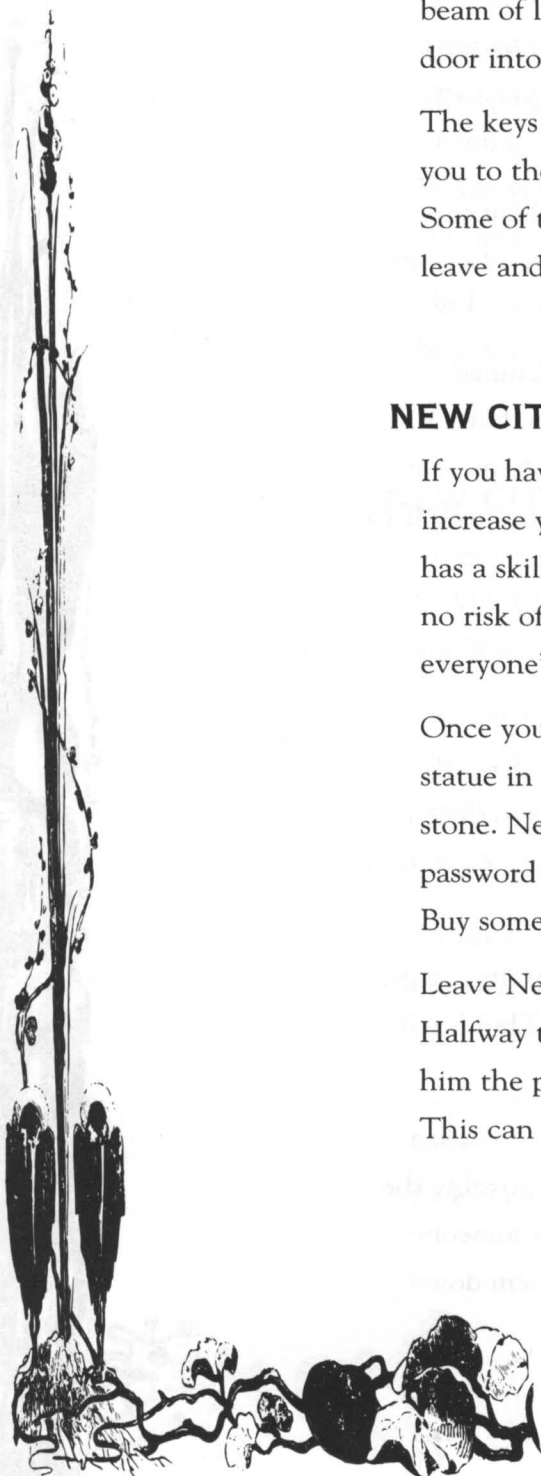 beam of l
door into
The keys
you to the
Some of t
leave and
NEW CIT
If you hav
increase y
has a skil
no risk of
everyone'
Once you
statue in
stone. Ne
password
Buy some
Leave Ne
Halfway t
him the p
This can